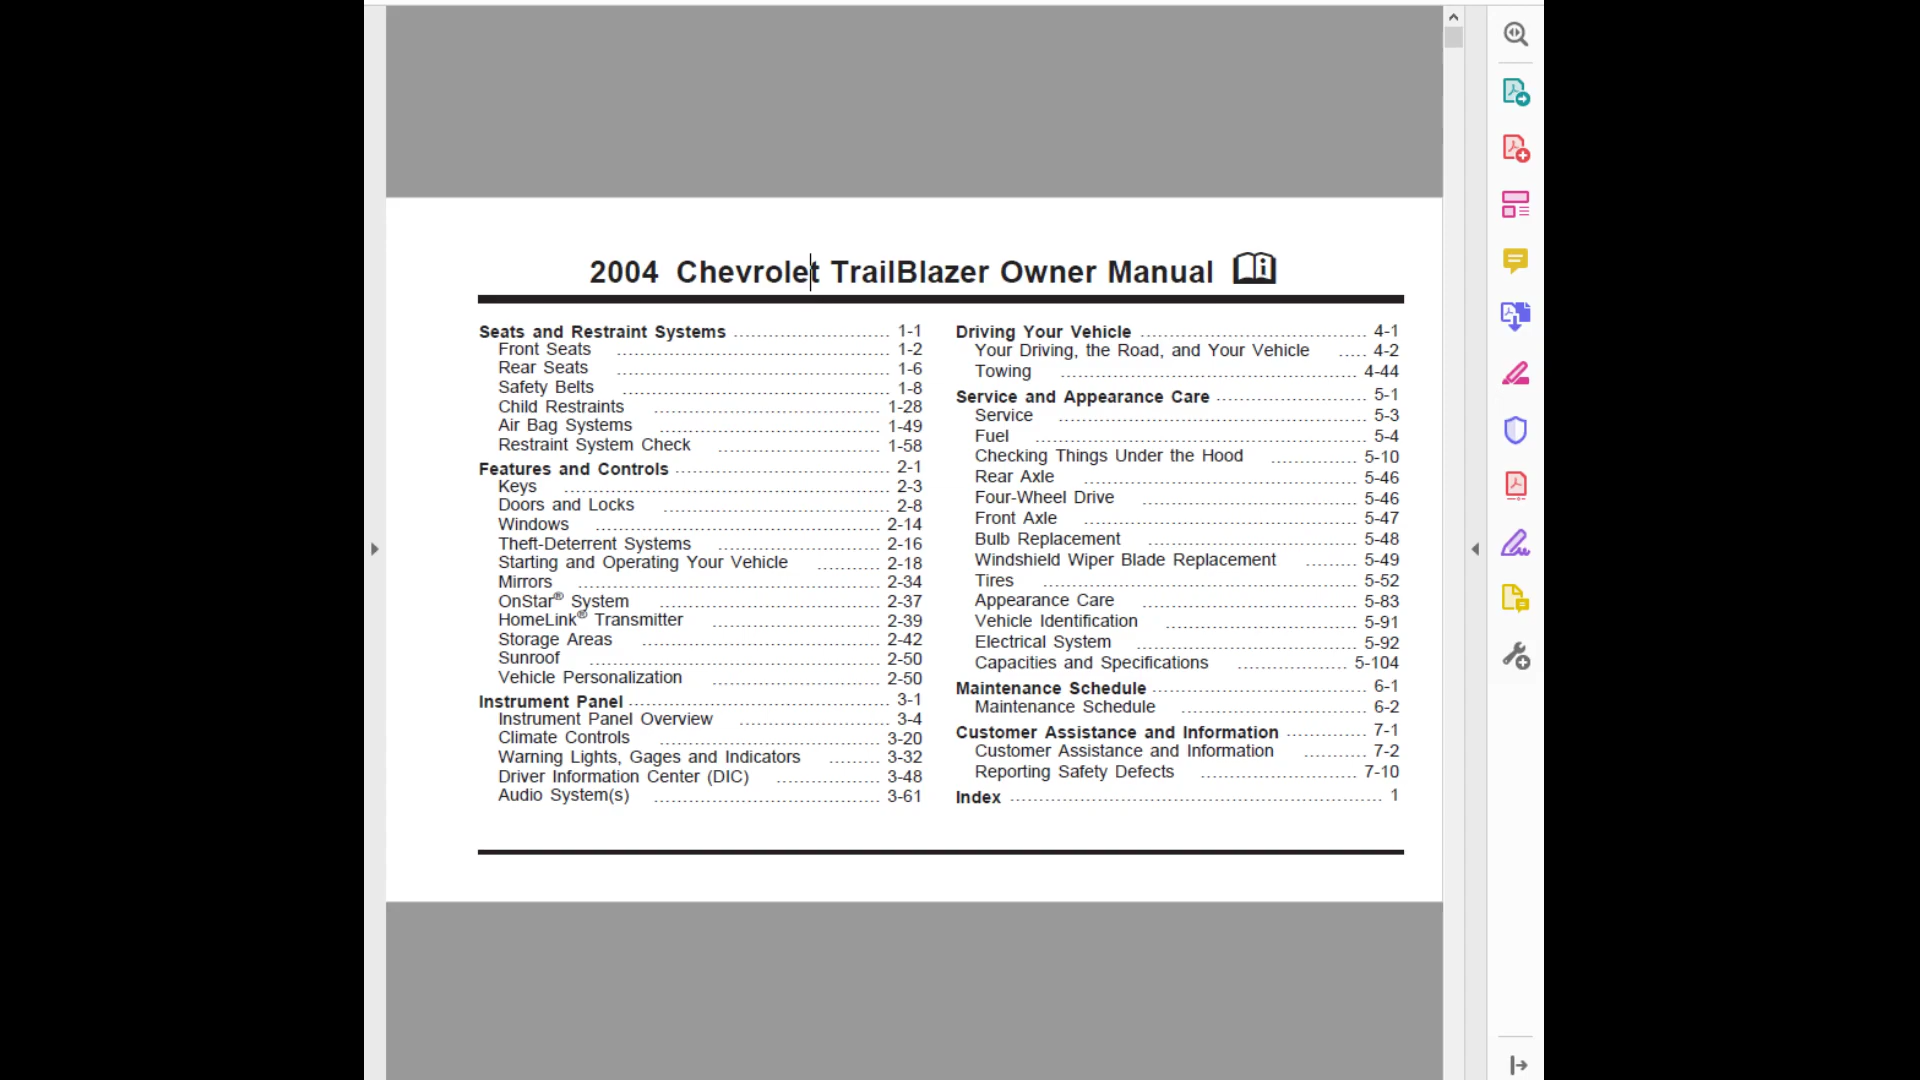 2004 Chevrolet TrailBlazer Owner Manual
Seats and Restraint Systems ........................... 1-1
Front Seats ........................... 1-2
Rear Seats ........................... 1-6
Safety Belts ........................... 1-8
Child Restraints ........................... 1-28
Air Bag Systems ........................... 1-49
Restraint System Check ........................... 1-58
Features and Controls ........................... 2-1
Keys ........................... 2-3
Doors and Locks ........................... 2-8
Windows ........................... 2-14
Theft-Deterrent Systems ........................... 2-16
Starting and Operating Your Vehicle ........... 2-18
Mirrors ........................... 2-34
OnStar® System ........................... 2-37
HomeLink® Transmitter ........................... 2-39
Storage Areas ........................... 2-42
Sunroof ........................... 2-50
Vehicle Personalization ........................... 2-50
Instrument Panel ........................... 3-1
Instrument Panel Overview ........................... 3-4
Climate Controls ........................... 3-20
Warning Lights, Gages and Indicators ......... 3-32
Driver Information Center (DIC) ................... 3-48
Audio System(s) ........................... 3-61
Driving Your Vehicle ........................... 4-1
Your Driving, the Road, and Your Vehicle ..... 4-2
Towing ........................... 4-44
Service and Appearance Care ........................... 5-1
Service ........................... 5-3
Fuel ........................... 5-4
Checking Things Under the Hood ............... 5-10
Rear Axle ........................... 5-46
Four-Wheel Drive ........................... 5-46
Front Axle ........................... 5-47
Bulb Replacement ........................... 5-48
Windshield Wiper Blade Replacement ......... 5-49
Tires ........................... 5-52
Appearance Care ........................... 5-83
Vehicle Identification ........................... 5-91
Electrical System ........................... 5-92
Capacities and Specifications ................... 5-104
Maintenance Schedule ........................... 6-1
Maintenance Schedule ........................... 6-2
Customer Assistance and Information ............. 7-1
Customer Assistance and Information ........... 7-2
Reporting Safety Defects ........................... 7-10
Index ........................... 1